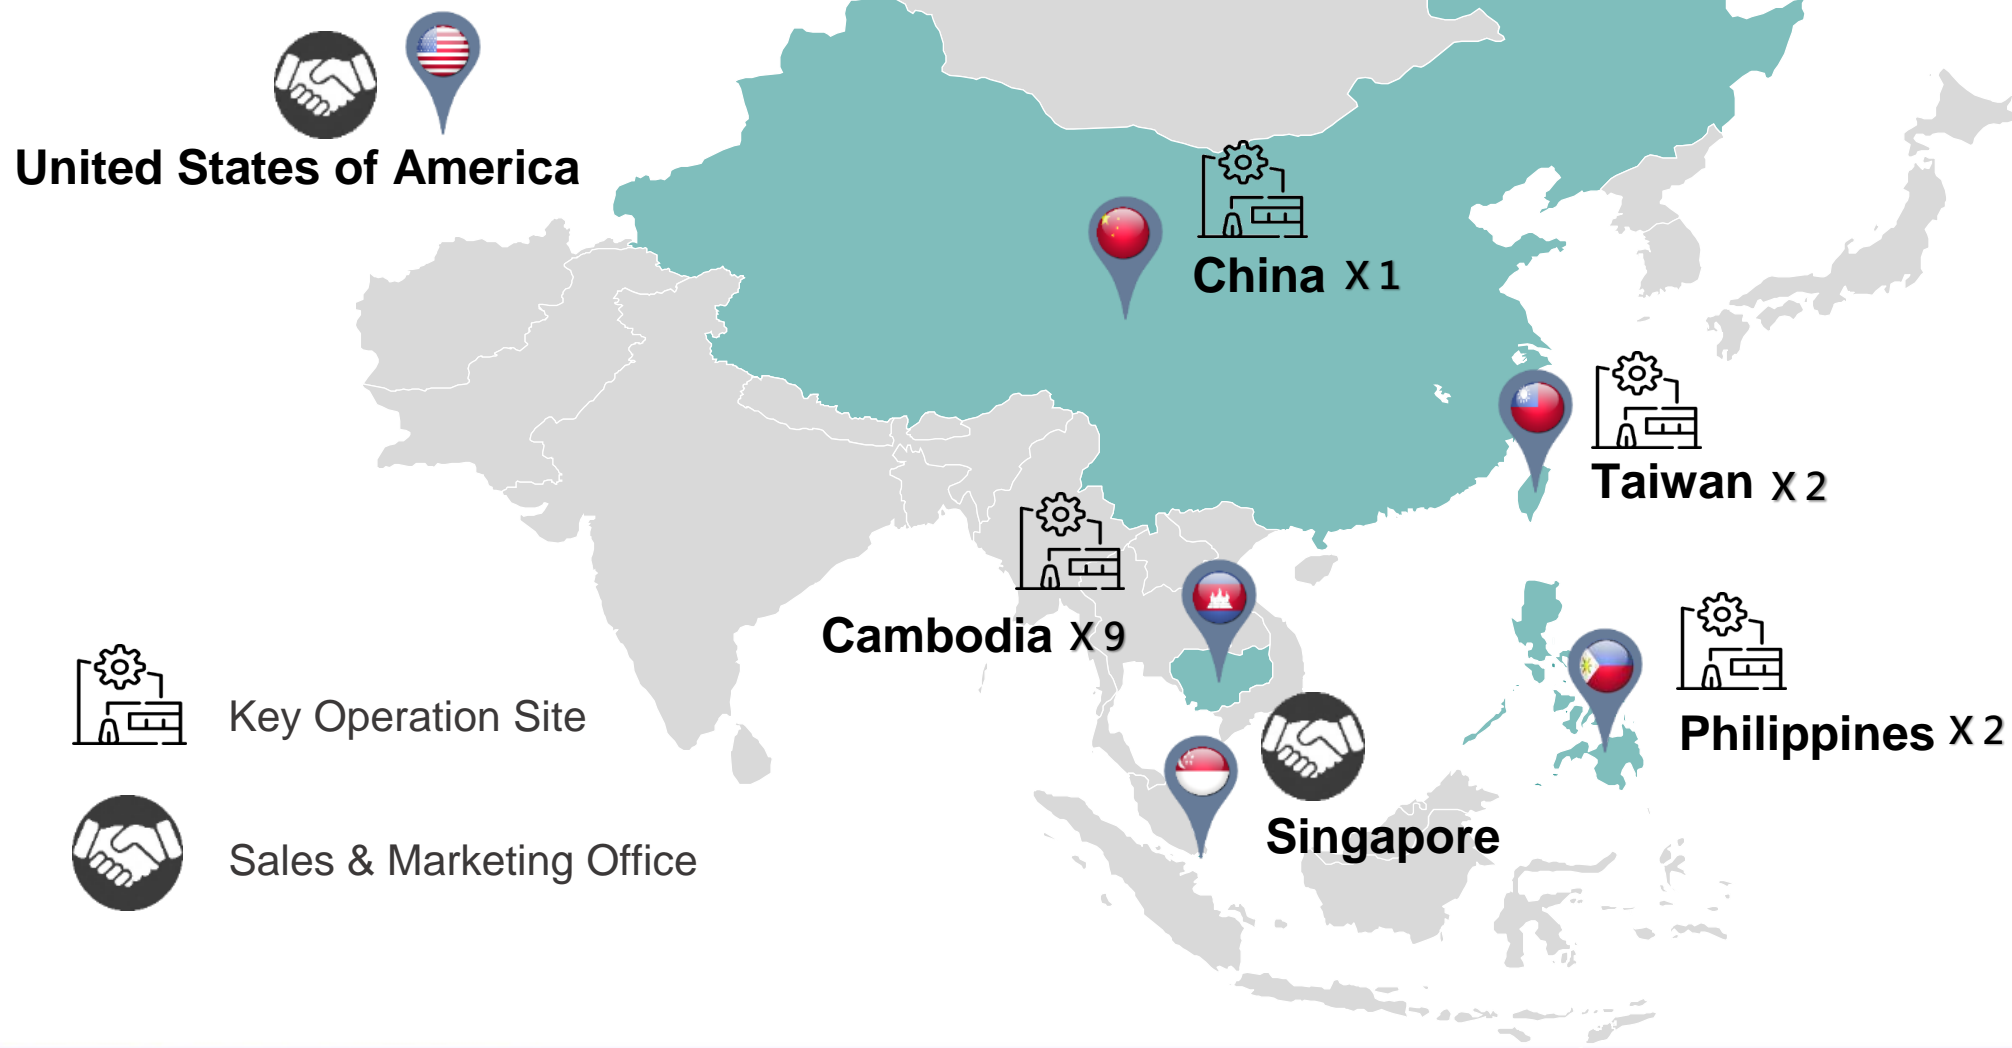 United States of America
China X 1
Taiwan X 2
Cambodia X 9
Key Operation Site
Philippines X 2
Singapore
Sales & Marketing Office